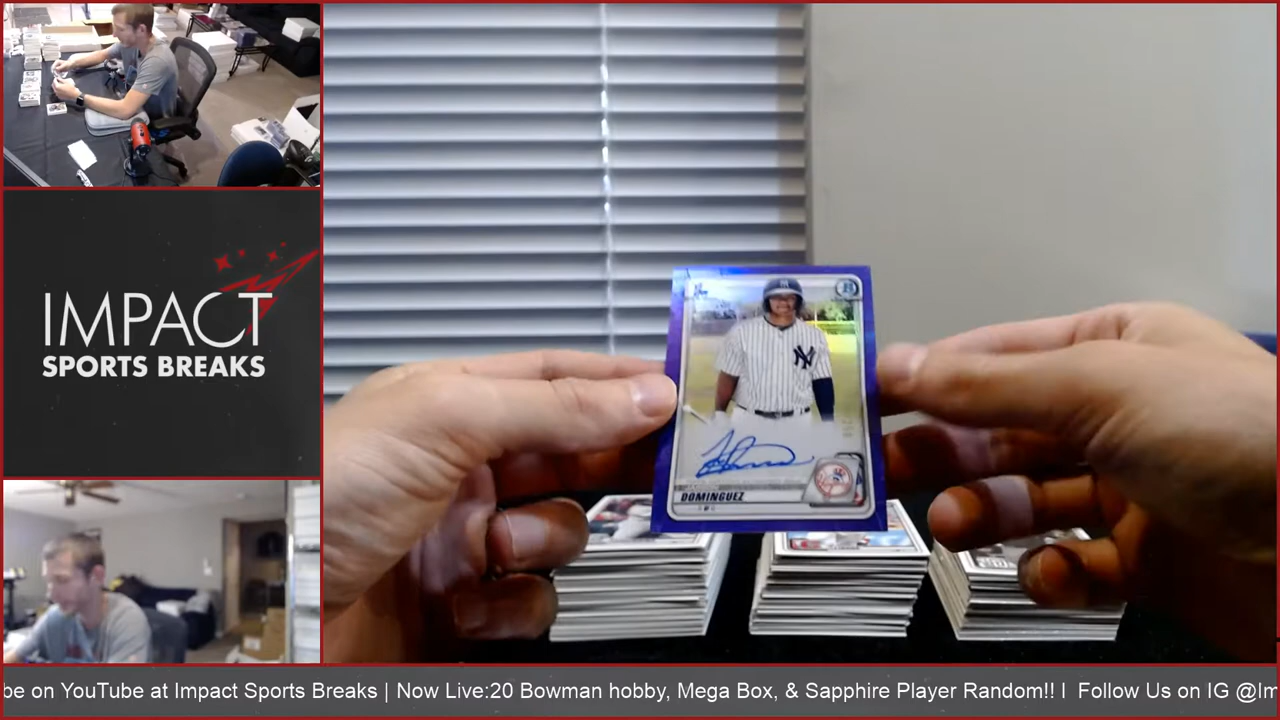 IMPACT
SPORTS BREAKS
NY
DOMINGUEZ
be on YouTube at Impact Sports Breaks | Now Live:20 Bowman hobby, Mega Box, & Sapphire Player Random!! I Follow Us on IG @Im